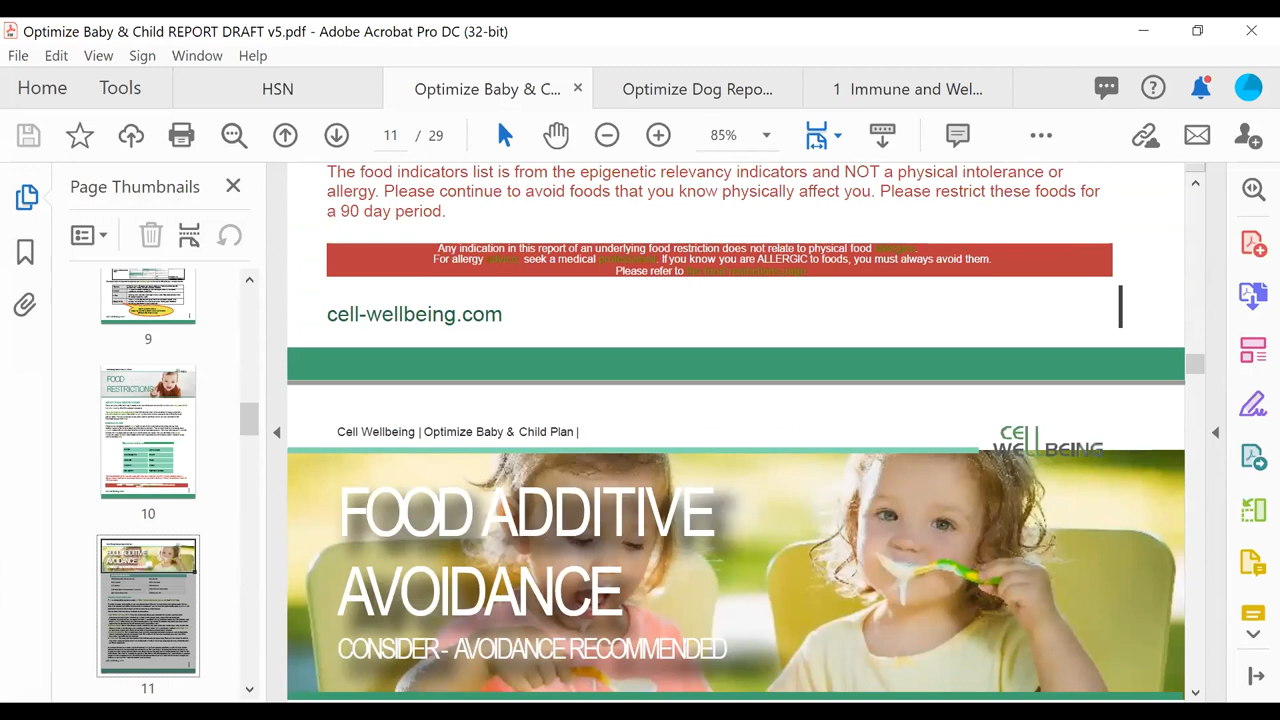 Optimize Baby & Child REPORT DRAFT v5.pdf - Adobe Acrobat Pro DC (32-bit)
File Edit View Sign Window Help
Home Tools HSN Optimize Baby & C... Optimize Dog Repo... 1 Immune and Wel...
11 / 29 85%
Page Thumbnails
The food indicators list is from the epigenetic relevancy indicators and NOT a physical intolerance or
allergy. Please continue to avoid foods that you know physically affect you. Please restrict these foods for
a 90 day period.
Any indication in this report of an underlying food restriction does not relate to physical food
For allergy seek a medical If you know you are ALLERGIC to foods, you must always avoid them.
Please refer to
cell-wellbeing.com
9
FOOD
RESTRICTIONS
10
FOOD ADDITIVE
AVOIDANCE
11
Cell Wellbeing | Optimize Baby & Child Plan
CELL
WELLBEING
FOOD ADDITIVE
AVOIDANCE
CONSIDER- AVOIDANCE RECOMMENDED